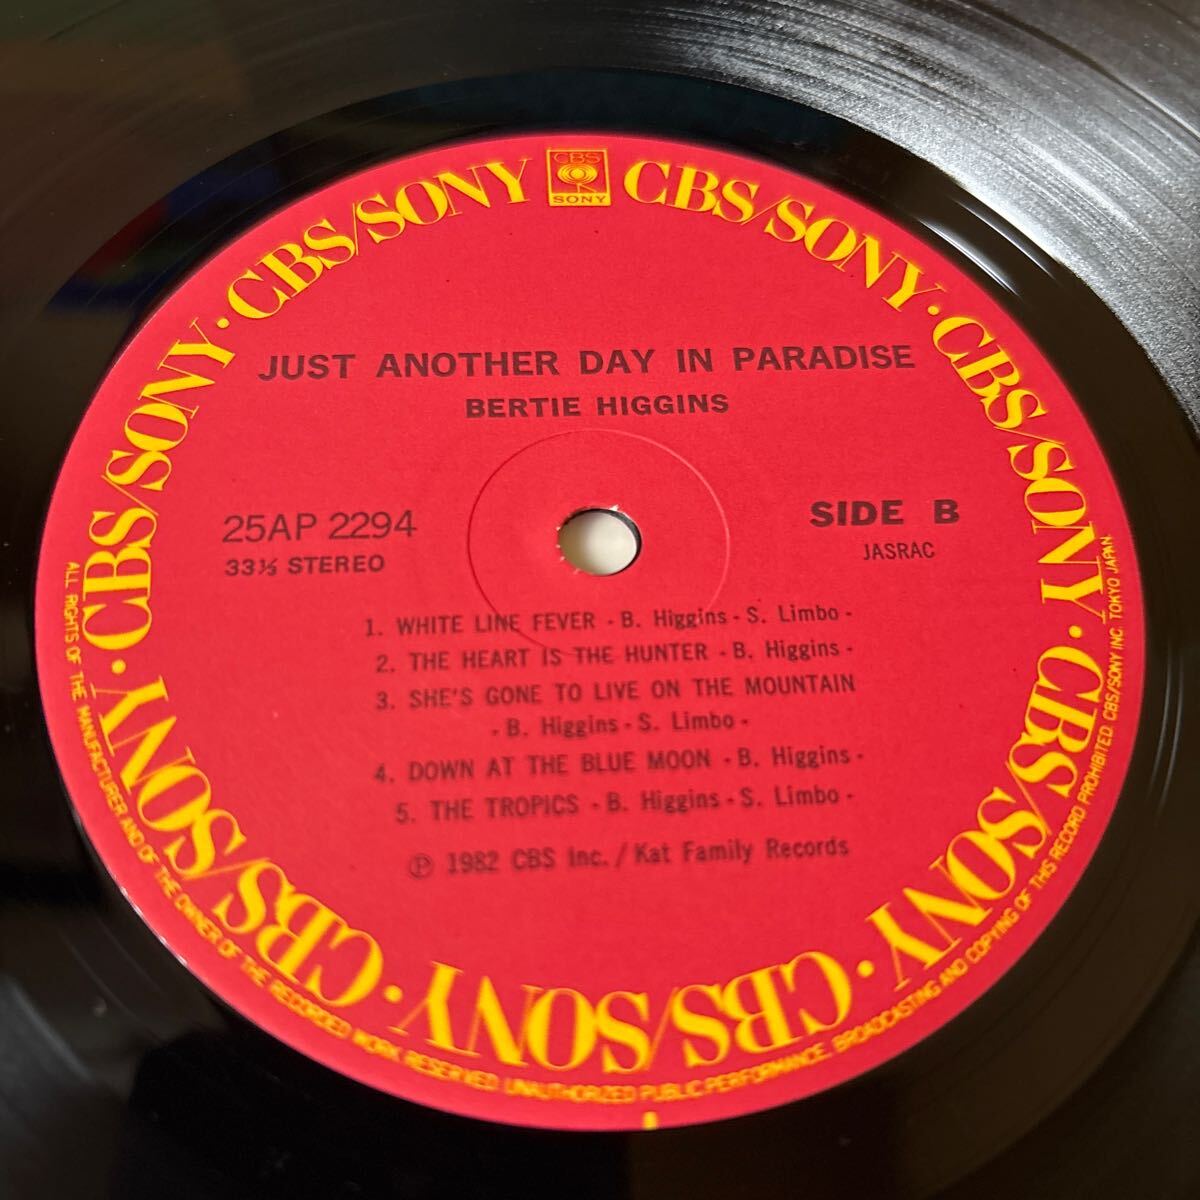 CBS/SONY · CBS/SONY · CBS/SONY · CBS/SONY · CBS/SONY · CBS/SONY · CBS/SONY · CBS/SONY
CBS
SONY
JUST ANOTHER DAY IN PARADISE
BERTIE HIGGINS
25AP 2294
33⅓ STEREO
SIDE B
JASRAC
1. WHITE LINE FEVER - B. Higgins - S. Limbo -
2. THE HEART IS THE HUNTER - B. Higgins -
3. SHE'S GONE TO LIVE ON THE MOUNTAIN
- B. Higgins - S. Limbo -
4. DOWN AT THE BLUE MOON - B. Higgins -
5. THE TROPICS - B. Higgins - S. Limbo -
Ⓟ 1982 CBS Inc. / Kat Family Records
ALL RIGHTS OF THE MANUFACTURER AND OF THE OWNER OF THE RECORDED WORK RESERVED. UNAUTHORIZED PUBLIC PERFORMANCE, BROADCASTING AND COPYING OF THIS RECORD PROHIBITED. CBS/SONY INC. TOKYO JAPAN.